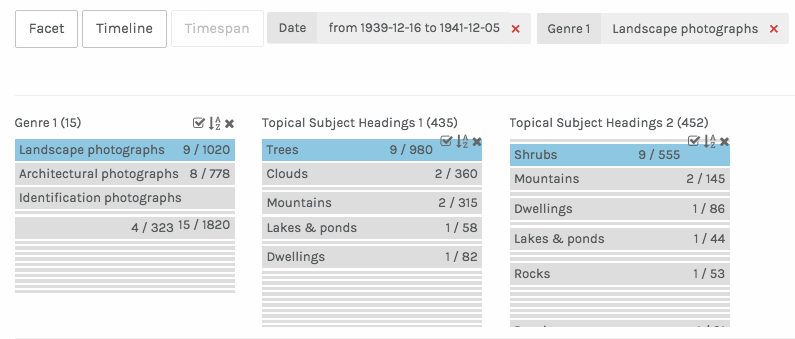 Facet Timeline Timespan Date from 1939-12-16 to 1941-12-05 × Genre 1 Landscape photographs ×
Genre 1 (15)
Landscape photographs 9 / 1020
Architectural photographs 8 / 778
Identification photographs
4 / 323 15 / 1820
Topical Subject Headings 1 (435)
Trees 9 / 980
Clouds 2 / 360
Mountains 2 / 315
Lakes & ponds 1 / 58
Dwellings 1 / 82
Topical Subject Headings 2 (452)
Shrubs 9 / 555
Mountains 2 / 145
Dwellings 1 / 86
Lakes & ponds 1 / 44
Rocks 1 / 53